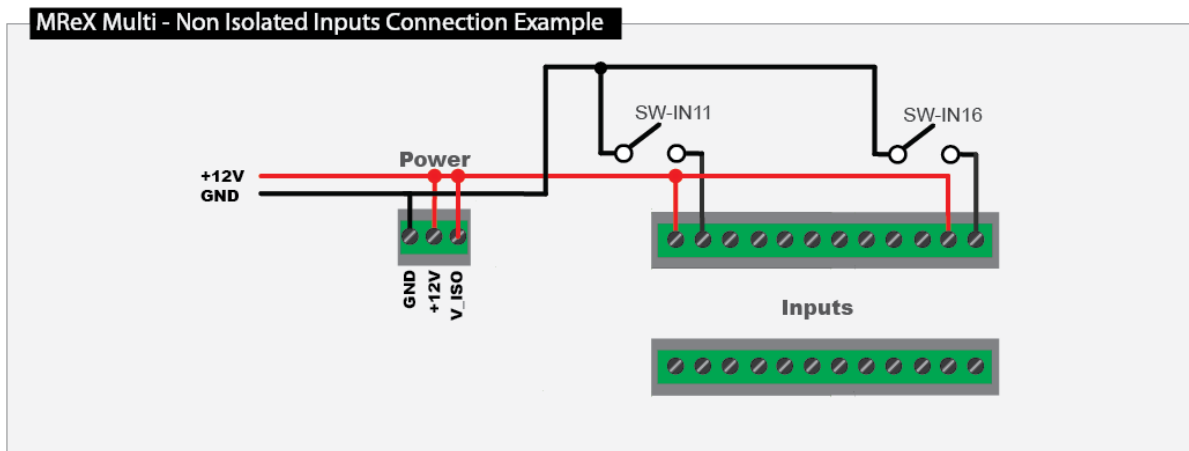 MReX Multi - Non Isolated Inputs Connection Example
SW-IN11
SW-IN16
Power
+12V
GND
GND
+12V
V_ISO
Inputs